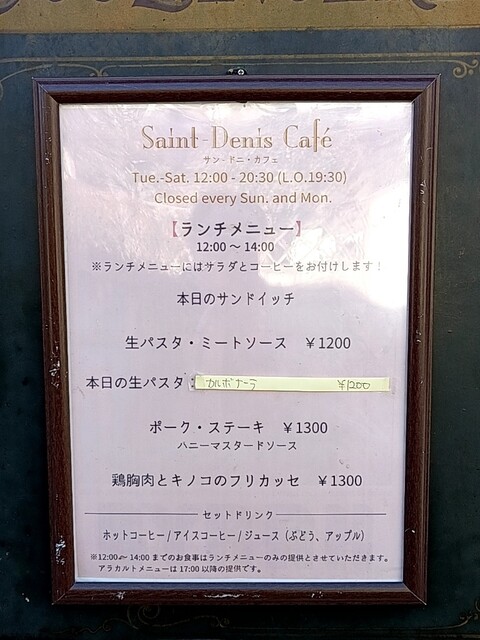 Saint-Denis Café
サン-ドニ・カフェ
Tue.-Sat. 12:00 - 20:30 (L.O.19:30)
Closed every Sun. and Mon.
【ランチメニュー】
12:00 〜 14:00
※ランチメニューにはサラダとコーヒーをお付けします!
本日のサンドイッチ
生パスタ・ミートソース ¥1200
本日の生パスタ: カルボナーラ ¥1200
ポーク・ステーキ ¥1300
ハニーマスタードソース
鶏胸肉とキノコのフリカッセ ¥1300
セットドリンク
ホットコーヒー/アイスコーヒー/ジュース(ぶどう、アップル)
※12:00〜 14:00 までのお食事はランチメニューのみの提供とさせていただきます。
アラカルトメニューは 17:00 以降の提供です。